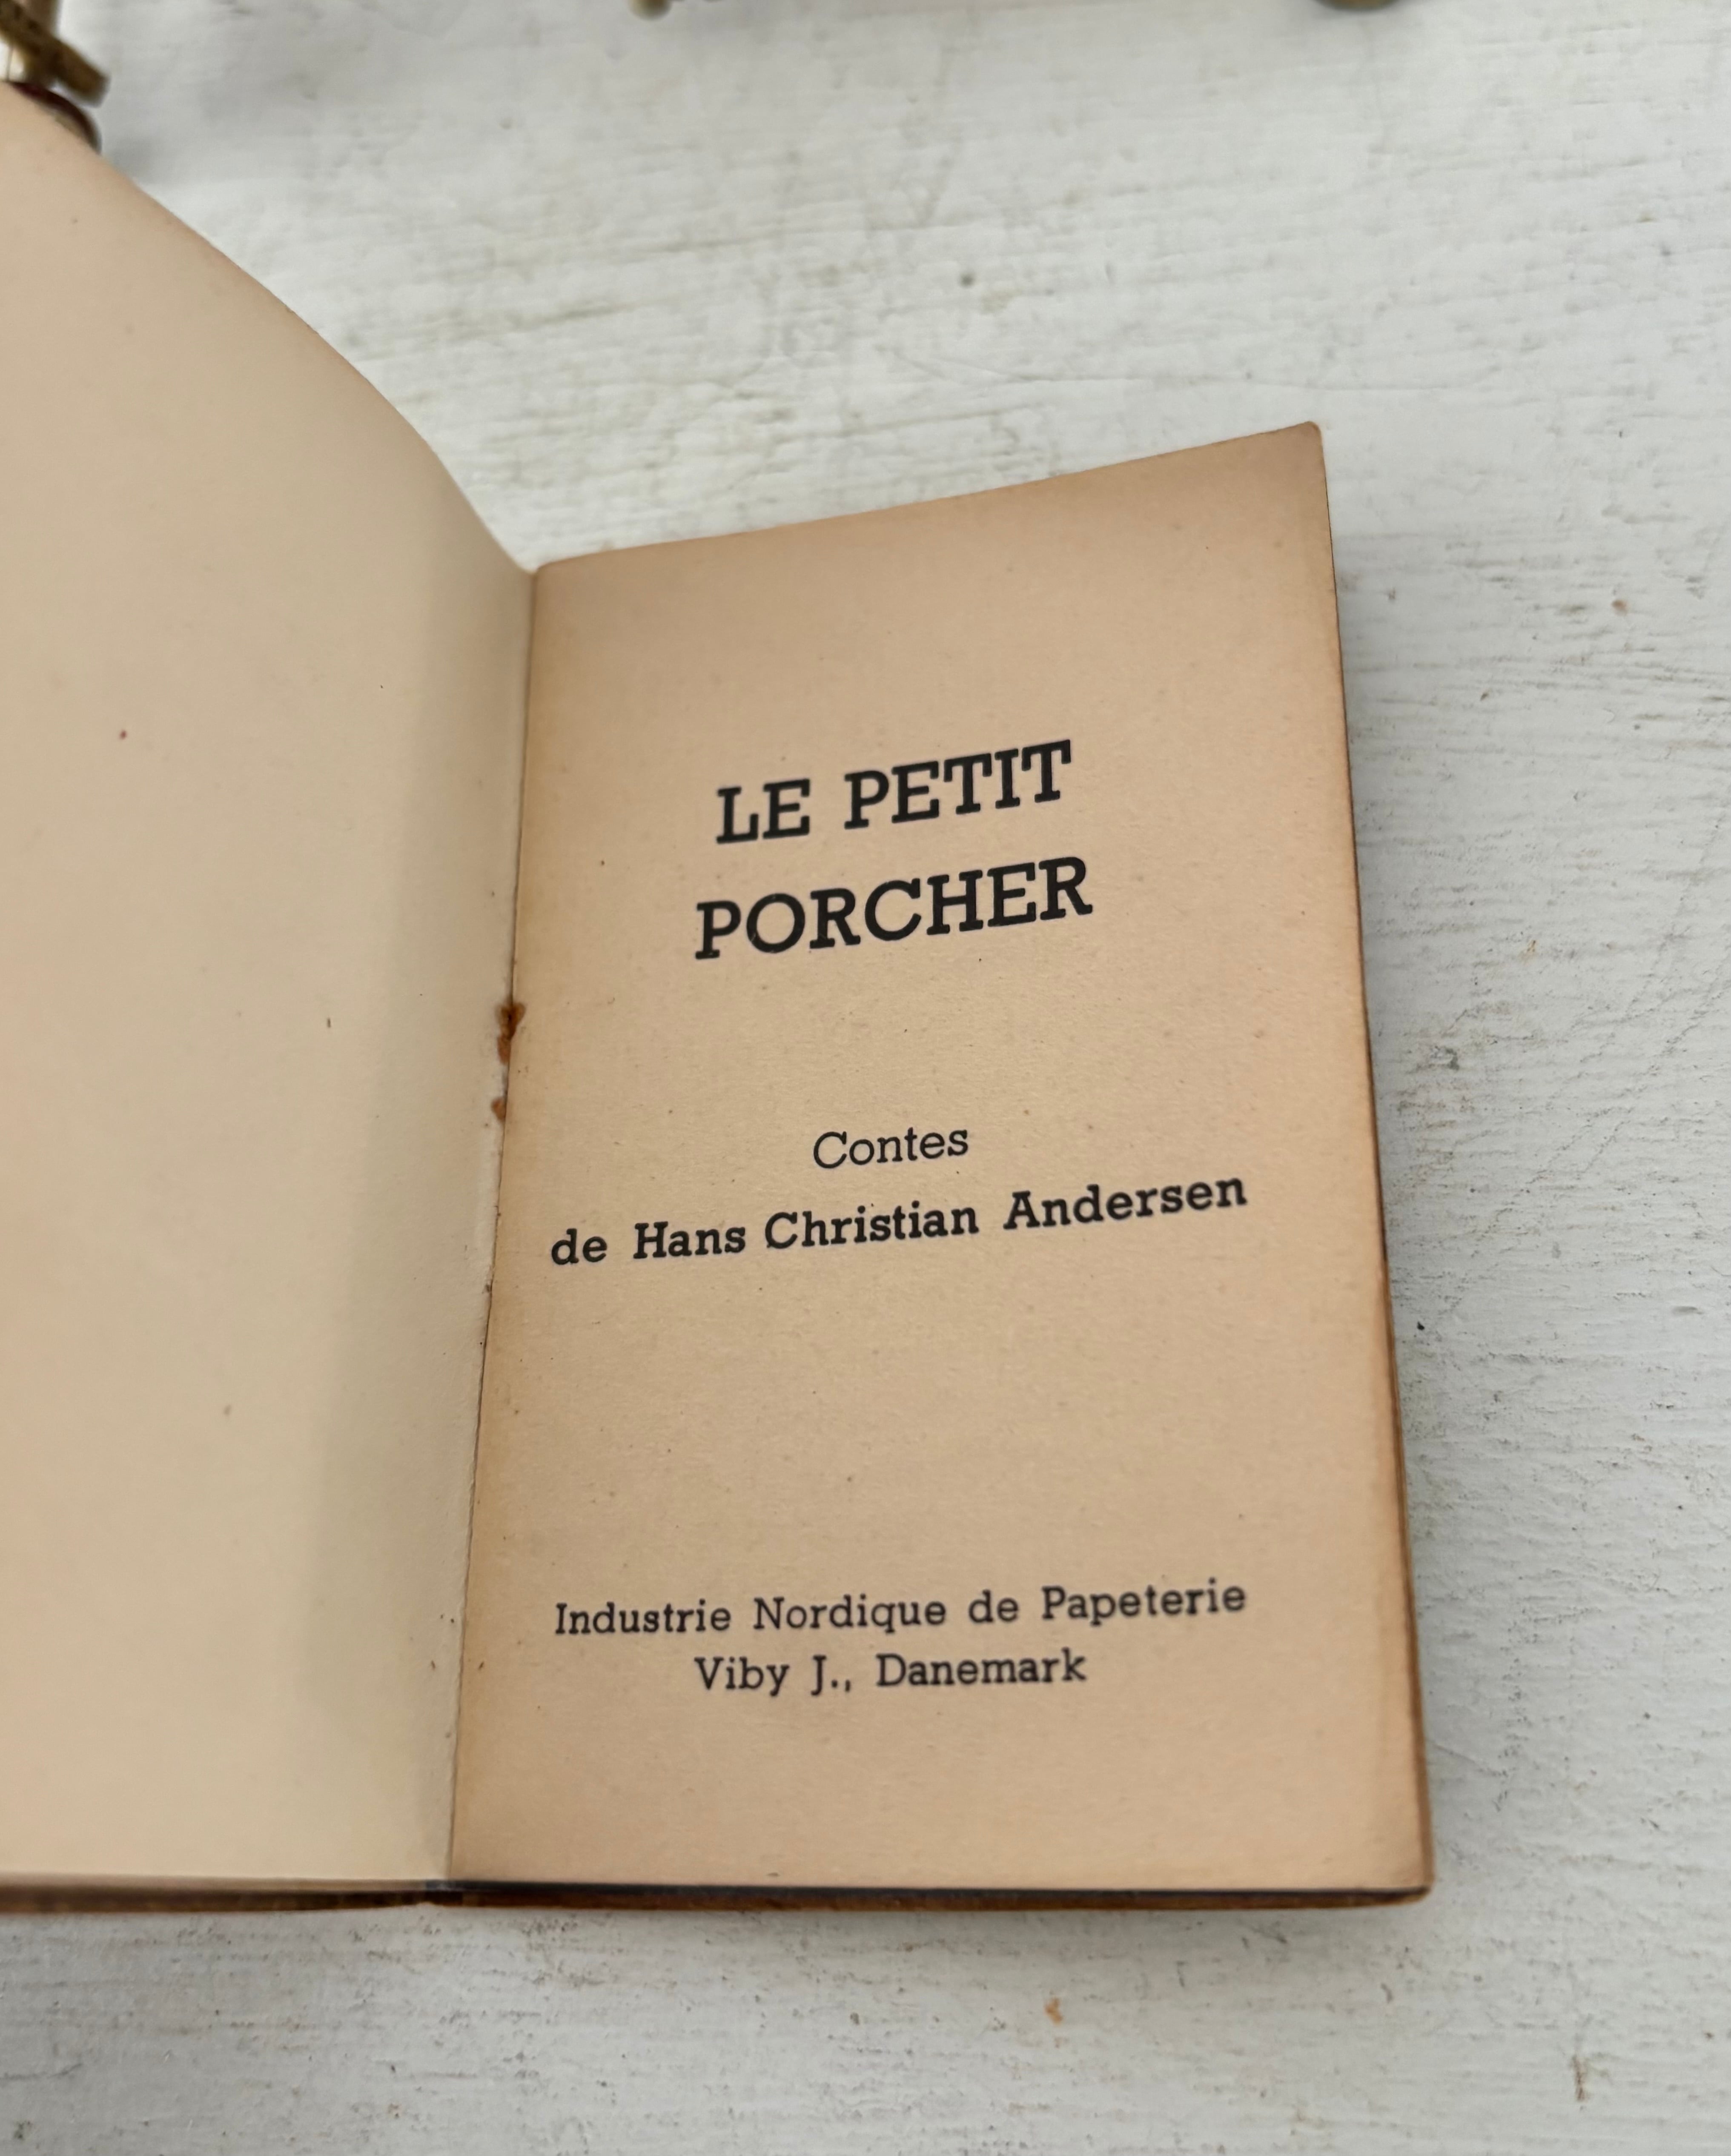 LE PETIT
PORCHER
Contes
de Hans Christian Andersen
Industrie Nordique de Papeterie
Viby J., Danemark